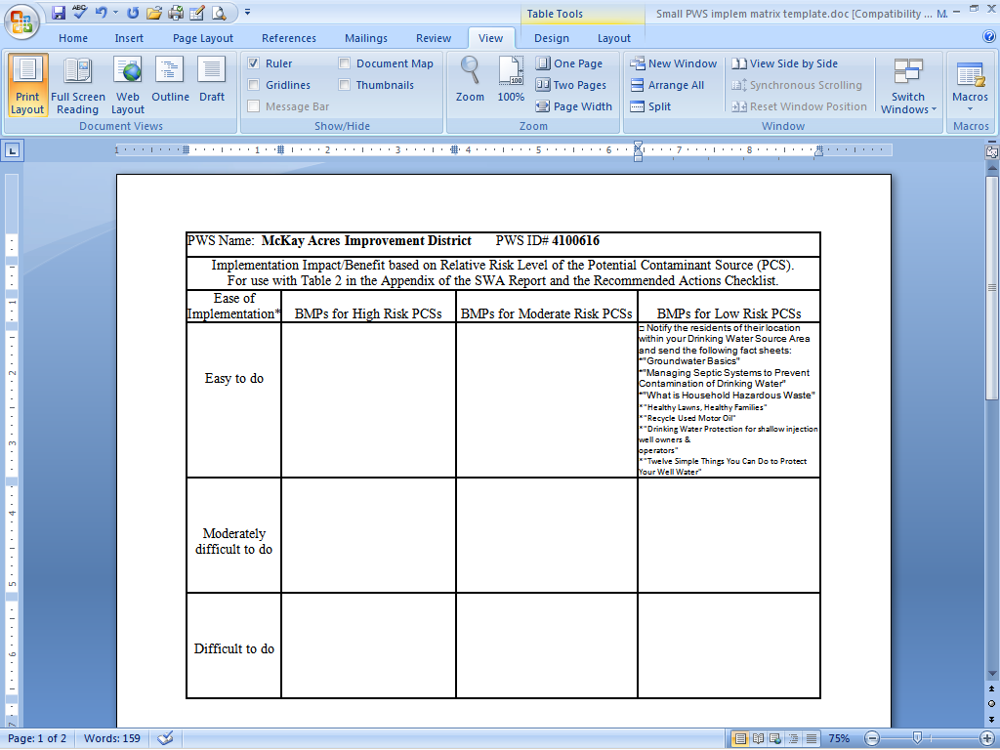 Table Tools
Small PWS implem matrix template.doc [Compatibility ... M.
Home Insert Page Layout References Mailings Review View Design Layout
Print Layout
Full Screen Reading
Web Layout
Outline
Draft
Document Views
Ruler
Gridlines
Message Bar
Document Map
Thumbnails
Show/Hide
Zoom
100%
One Page
Two Pages
Page Width
Zoom
New Window
Arrange All
Split
View Side by Side
Synchronous Scrolling
Reset Window Position
Switch Windows
Window
Macros
Macros
1 1 2 3 4 5 6 7 8
PWS Name: McKay Acres Improvement District PWS ID# 4100616
Implementation Impact/Benefit based on Relative Risk Level of the Potential Contaminant Source (PCS).
For use with Table 2 in the Appendix of the SWA Report and the Recommended Actions Checklist.
Ease of
Implementation*
BMPs for High Risk PCSs
BMPs for Moderate Risk PCSs
BMPs for Low Risk PCSs
Easy to do
□ Notify the residents of their location
within your Drinking Water Source Area
and send the following fact sheets:
*"Groundwater Basics"
*"Managing Septic Systems to Prevent
Contamination of Drinking Water"
*"What is Household Hazardous Waste"
*"Healthy Lawns, Healthy Families"
*"Recycle Used Motor Oil"
*"Drinking Water Protection for shallow injection
well owners &
operators"
*"Twelve Simple Things You Can Do to Protect
Your Well Water"
Moderately
difficult to do
Difficult to do
1
2
3
4
5
6
Page: 1 of 2 Words: 159 75%